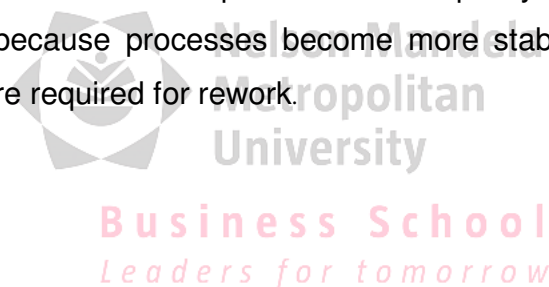 because processes become more stab
re required for rework.
Nelson Mandela
Metropolitan
University
Business School
Leaders for tomorrow